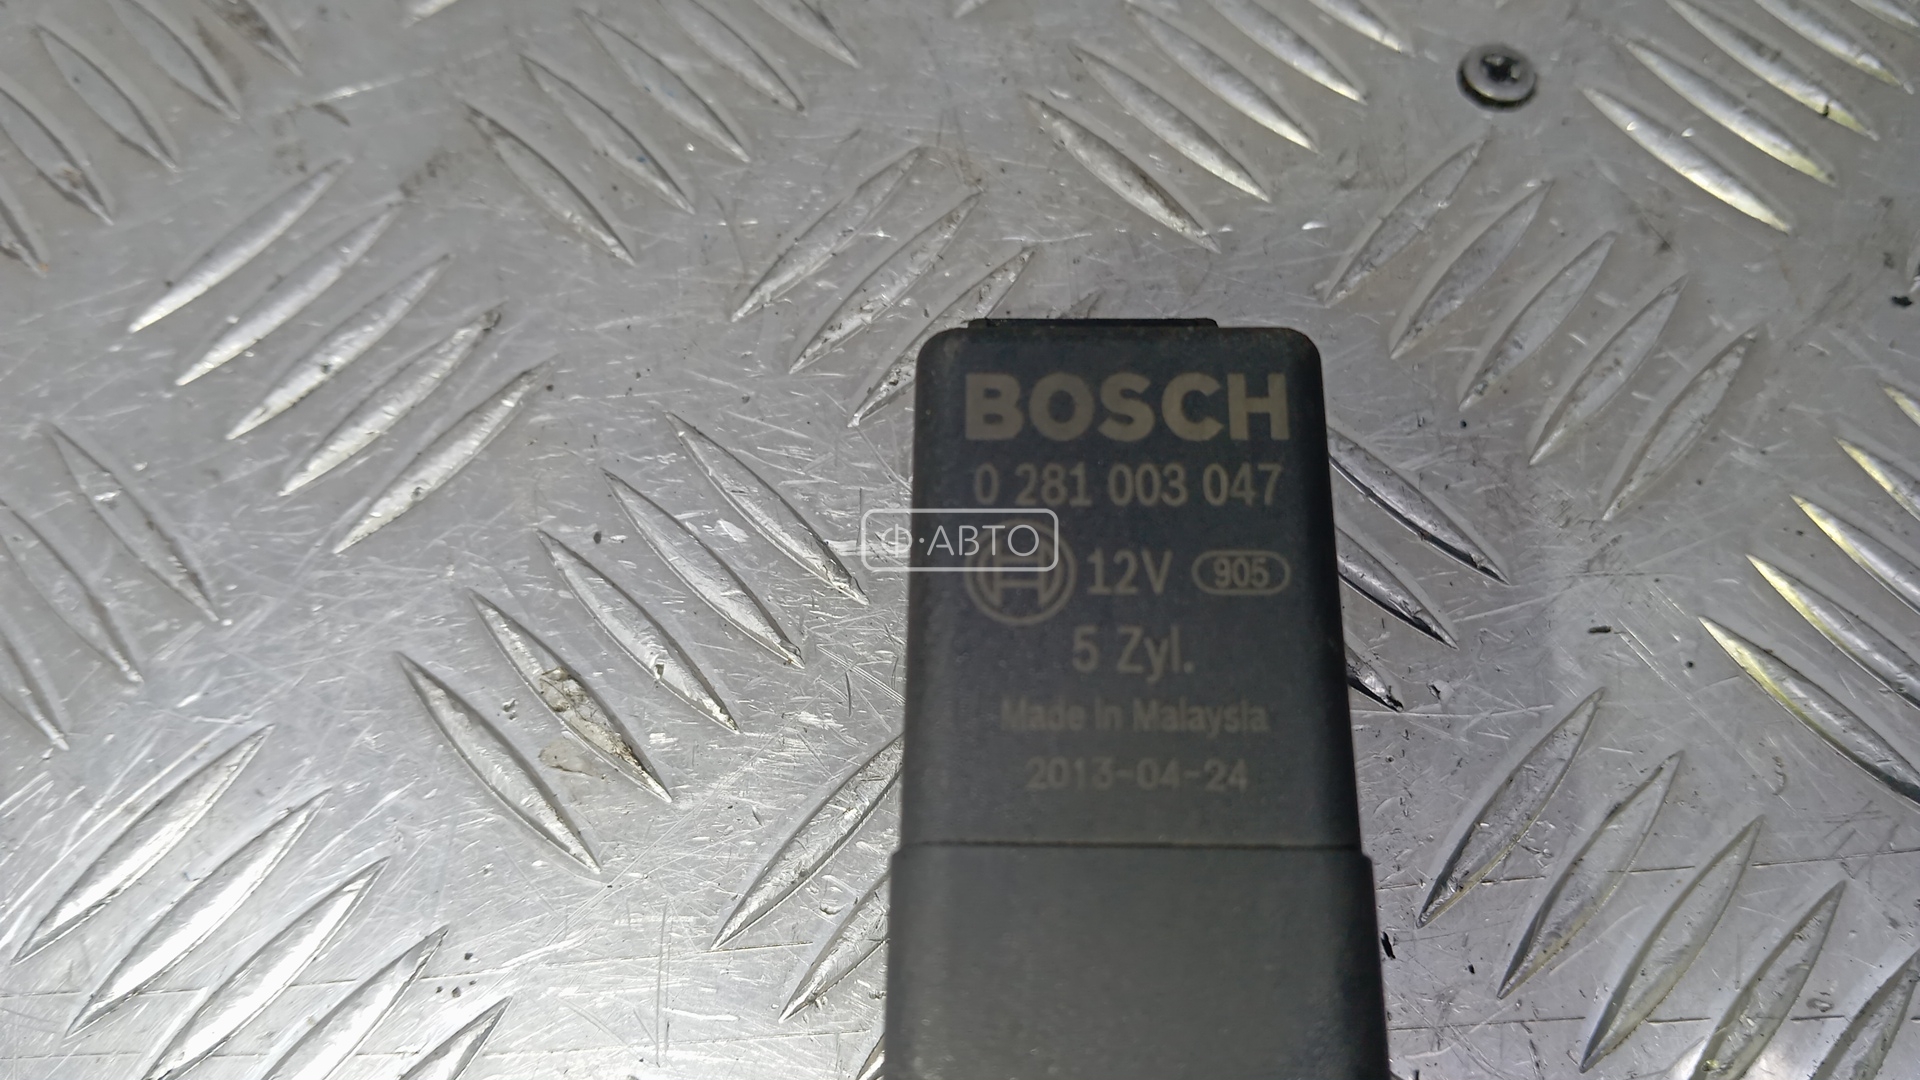 BOSCH
0 281 003 047
Ф·АВТО
12V 905
5 Zyl.
Made in Malaysia
2013-04-24